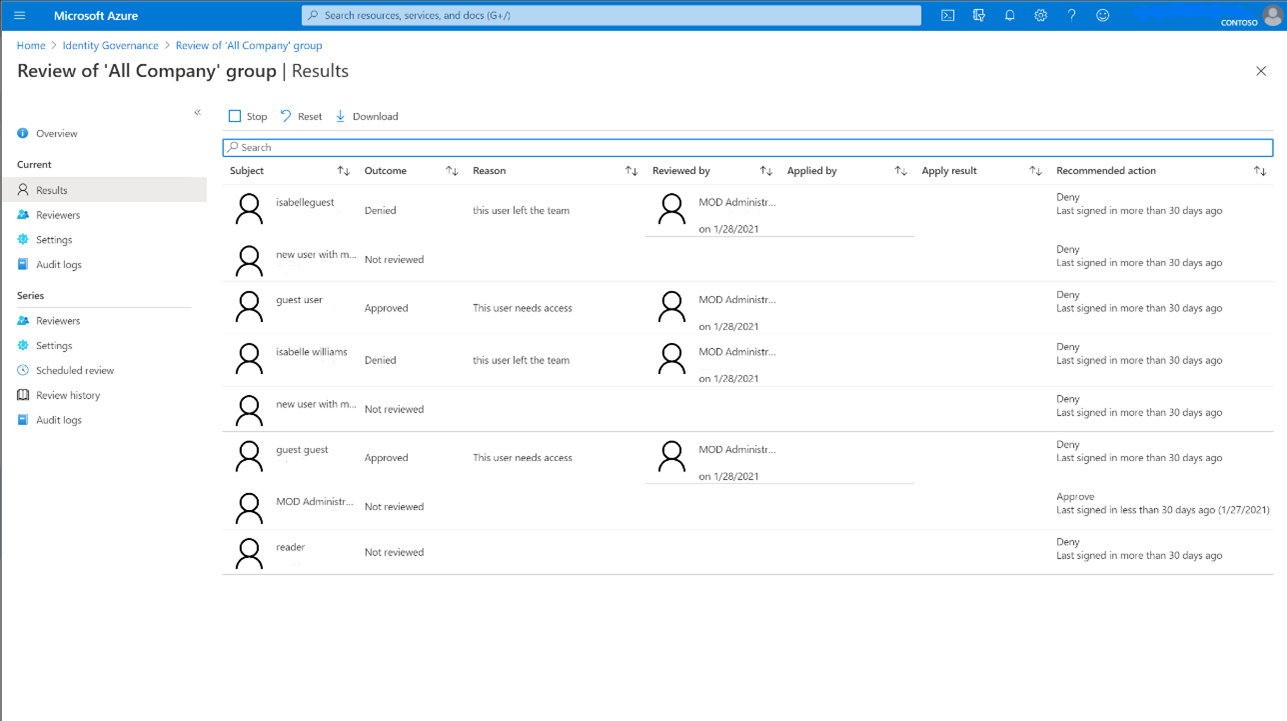 Microsoft Azure
Search resources, services, and docs (G+/)
CONTOSO
Home > Identity Governance > Review of 'All Company' group
Review of 'All Company' group | Results
Stop Reset Download
Overview
Search
Current
Subject Outcome Reason Reviewed by Applied by Apply result Recommended action
Results
Reviewers
Settings
Audit logs
Series
Reviewers
Settings
Scheduled review
Review history
Audit logs
isabelleguest Denied this user left the team MOD Administr... on 1/28/2021 Deny
Last signed in more than 30 days ago
new user with m... Not reviewed Deny
Last signed in more than 30 days ago
guest user Approved This user needs access MOD Administr... on 1/28/2021 Deny
Last signed in more than 30 days ago
isabelle williams Denied this user left the team MOD Administr... on 1/28/2021 Deny
Last signed in more than 30 days ago
new user with m... Not reviewed Deny
Last signed in more than 30 days ago
guest guest Approved This user needs access MOD Administr... on 1/28/2021 Deny
Last signed in more than 30 days ago
MOD Administr... Not reviewed Approve
Last signed in less than 30 days ago (1/27/2021)
reader Not reviewed Deny
Last signed in more than 30 days ago